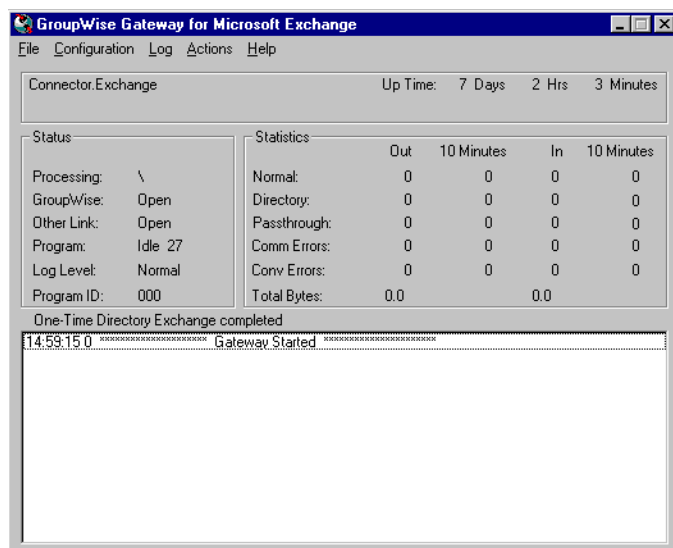 GroupWise Gateway for Microsoft Exchange
File Configuration Log Actions Help
Connector.Exchange Up Time: 7 Days 2 Hrs 3 Minutes
Status Statistics
Out 10 Minutes In 10 Minutes
Processing: \ Normal: 0 0 0 0
GroupWise: Open Directory: 0 0 0 0
Other Link: Open Passthrough: 0 0 0 0
Program: Idle 27 Comm Errors: 0 0 0 0
Log Level: Normal Conv Errors: 0 0 0 0
Program ID: 000 Total Bytes: 0.0 0.0
One-Time Directory Exchange completed
14:59:15 0 ********************* Gateway Started **********************